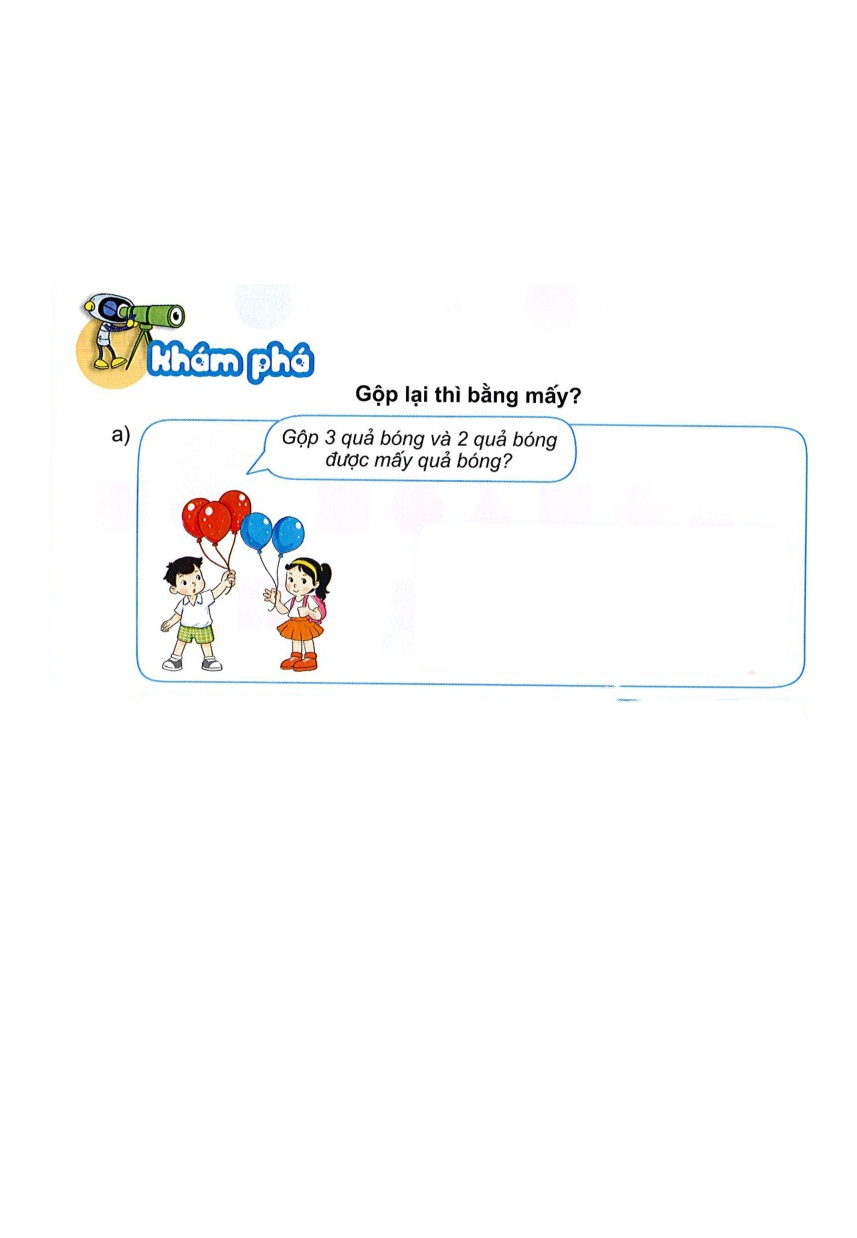 Khám phá
Gộp lại thì bằng mấy?
a)
Gộp 3 quả bóng và 2 quả bóng
được mấy quả bóng?